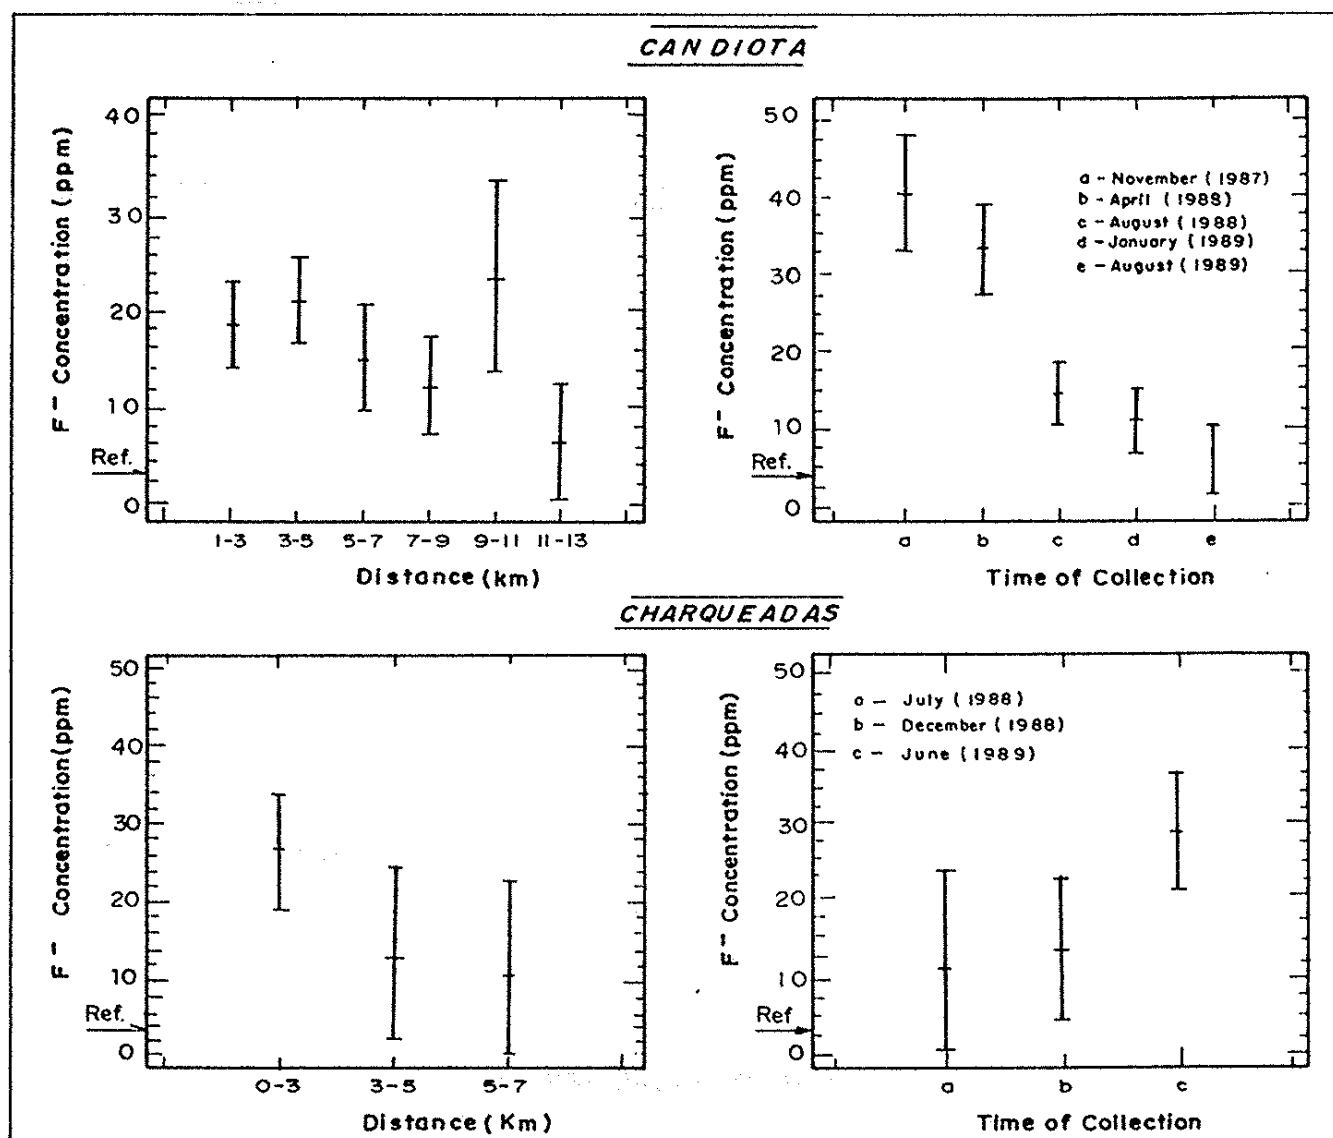 CANDIOTA
F⁻ Concentration (ppm)
40
30
20
10
Ref.
0
1-3 3-5 5-7 7-9 9-11 11-13
Distance (km)
F⁻ Concentration (ppm)
50
40
30
20
10
Ref.
0
a - November (1987)
b - April (1988)
c - August (1988)
d - January (1989)
e - August (1989)
a b c d e
Time of Collection
CHARQUEADAS
F⁻ Concentration (ppm)
50
40
30
20
10
Ref.
0
0-3 3-5 5-7
Distance (Km)
F⁻ Concentration (ppm)
50
40
30
20
10
Ref
0
a - July (1988)
b - December (1988)
c - June (1989)
a b c
Time of Collection